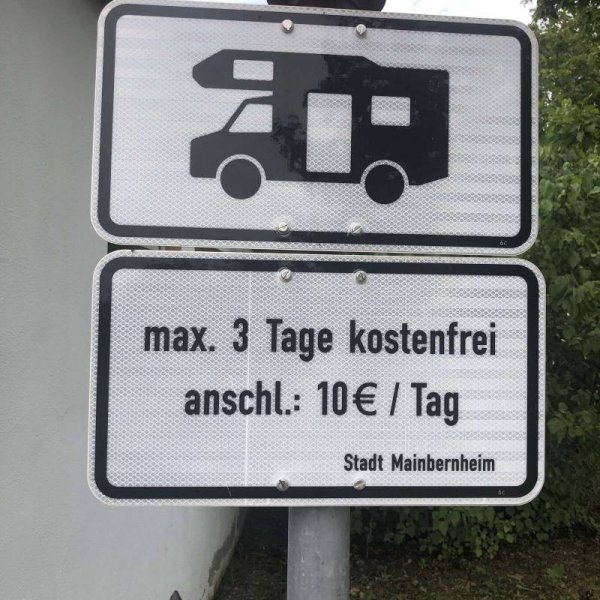 max. 3 Tage kostenfrei
anschl.: 10€ / Tag
Stadt Mainbernheim